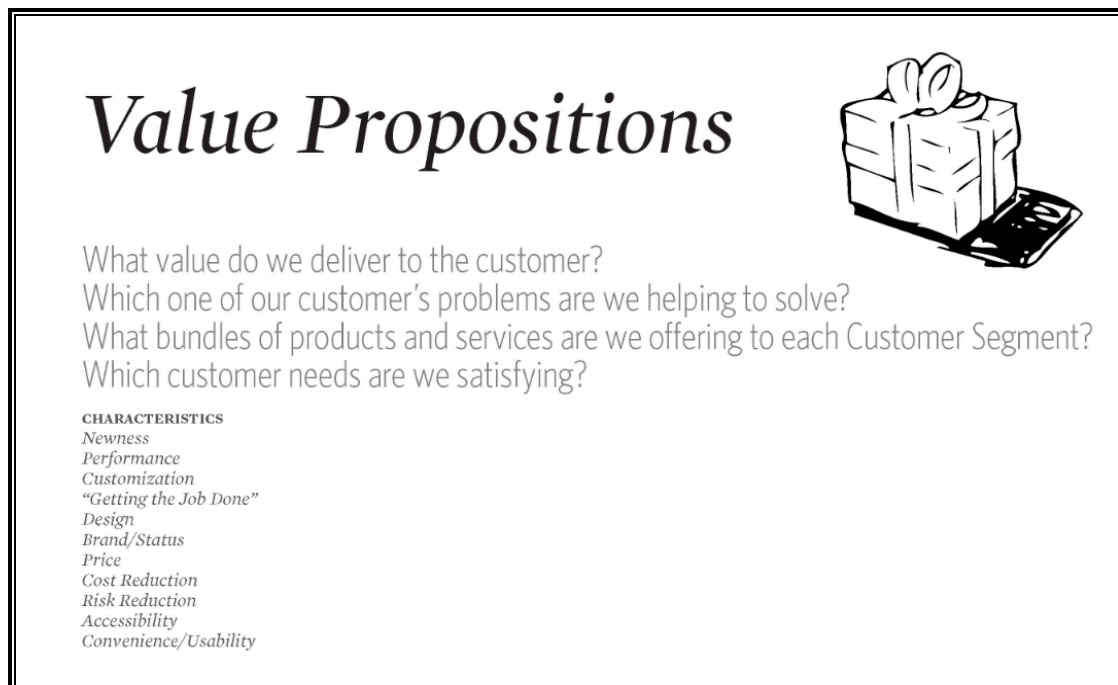 Value Propositions
What value do we deliver to the customer?
Which one of our customer’s problems are we helping to solve?
What bundles of products and services are we offering to each Customer Segment?
Which customer needs are we satisfying?
CHARACTERISTICS
Newness
Performance
Customization
“Getting the Job Done”
Design
Brand/Status
Price
Cost Reduction
Risk Reduction
Accessibility
Convenience/Usability